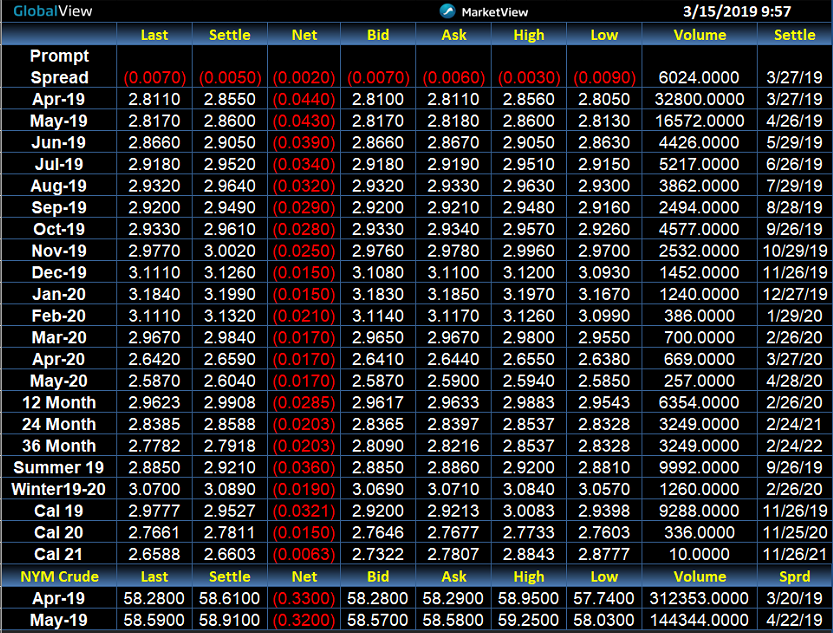 GlobalView MarketView 3/15/2019 9:57
Last Settle Net Bid Ask High Low Volume Settle
Prompt
Spread (0.0070) (0.0050) (0.0020) (0.0070) (0.0060) (0.0030) (0.0090) 6024.0000 3/27/19
Apr-19 2.8110 2.8550 (0.0440) 2.8100 2.8110 2.8560 2.8050 32800.0000 3/27/19
May-19 2.8170 2.8600 (0.0430) 2.8170 2.8180 2.8600 2.8130 16572.0000 4/26/19
Jun-19 2.8660 2.9050 (0.0390) 2.8660 2.8670 2.9050 2.8630 4426.0000 5/29/19
Jul-19 2.9180 2.9520 (0.0340) 2.9180 2.9190 2.9510 2.9150 5217.0000 6/26/19
Aug-19 2.9320 2.9640 (0.0320) 2.9320 2.9330 2.9630 2.9300 3862.0000 7/29/19
Sep-19 2.9200 2.9490 (0.0290) 2.9200 2.9210 2.9480 2.9160 2494.0000 8/28/19
Oct-19 2.9330 2.9610 (0.0280) 2.9330 2.9340 2.9570 2.9260 4577.0000 9/26/19
Nov-19 2.9770 3.0020 (0.0250) 2.9760 2.9780 2.9960 2.9700 2532.0000 10/29/19
Dec-19 3.1110 3.1260 (0.0150) 3.1080 3.1100 3.1200 3.0930 1452.0000 11/26/19
Jan-20 3.1840 3.1990 (0.0150) 3.1830 3.1850 3.1970 3.1670 1240.0000 12/27/19
Feb-20 3.1110 3.1320 (0.0210) 3.1140 3.1170 3.1260 3.0990 386.0000 1/29/20
Mar-20 2.9670 2.9840 (0.0170) 2.9650 2.9670 2.9800 2.9550 700.0000 2/26/20
Apr-20 2.6420 2.6590 (0.0170) 2.6410 2.6440 2.6550 2.6380 669.0000 3/27/20
May-20 2.5870 2.6040 (0.0170) 2.5870 2.5900 2.5940 2.5850 257.0000 4/28/20
12 Month 2.9623 2.9908 (0.0285) 2.9617 2.9633 2.9883 2.9543 6354.0000 2/26/20
24 Month 2.8385 2.8588 (0.0203) 2.8365 2.8397 2.8537 2.8328 3249.0000 2/24/21
36 Month 2.7782 2.7918 (0.0203) 2.8090 2.8216 2.8537 2.8328 3249.0000 2/24/22
Summer 19 2.8850 2.9210 (0.0360) 2.8850 2.8860 2.9200 2.8810 9992.0000 9/26/19
Winter19-20 3.0700 3.0890 (0.0190) 3.0690 3.0710 3.0840 3.0570 1260.0000 2/26/20
Cal 19 2.9777 2.9527 (0.0321) 2.9200 2.9213 3.0083 2.9398 9288.0000 11/26/19
Cal 20 2.7661 2.7811 (0.0150) 2.7646 2.7677 2.7733 2.7603 336.0000 11/25/20
Cal 21 2.6588 2.6603 (0.0063) 2.7322 2.7807 2.8843 2.8777 10.0000 11/26/21
NYM Crude Last Settle Net Bid Ask High Low Volume Sprd
Apr-19 58.2800 58.6100 (0.3300) 58.2800 58.2900 58.9500 57.7400 312353.0000 3/20/19
May-19 58.5900 58.9100 (0.3200) 58.5700 58.5800 59.2500 58.0300 144344.0000 4/22/19